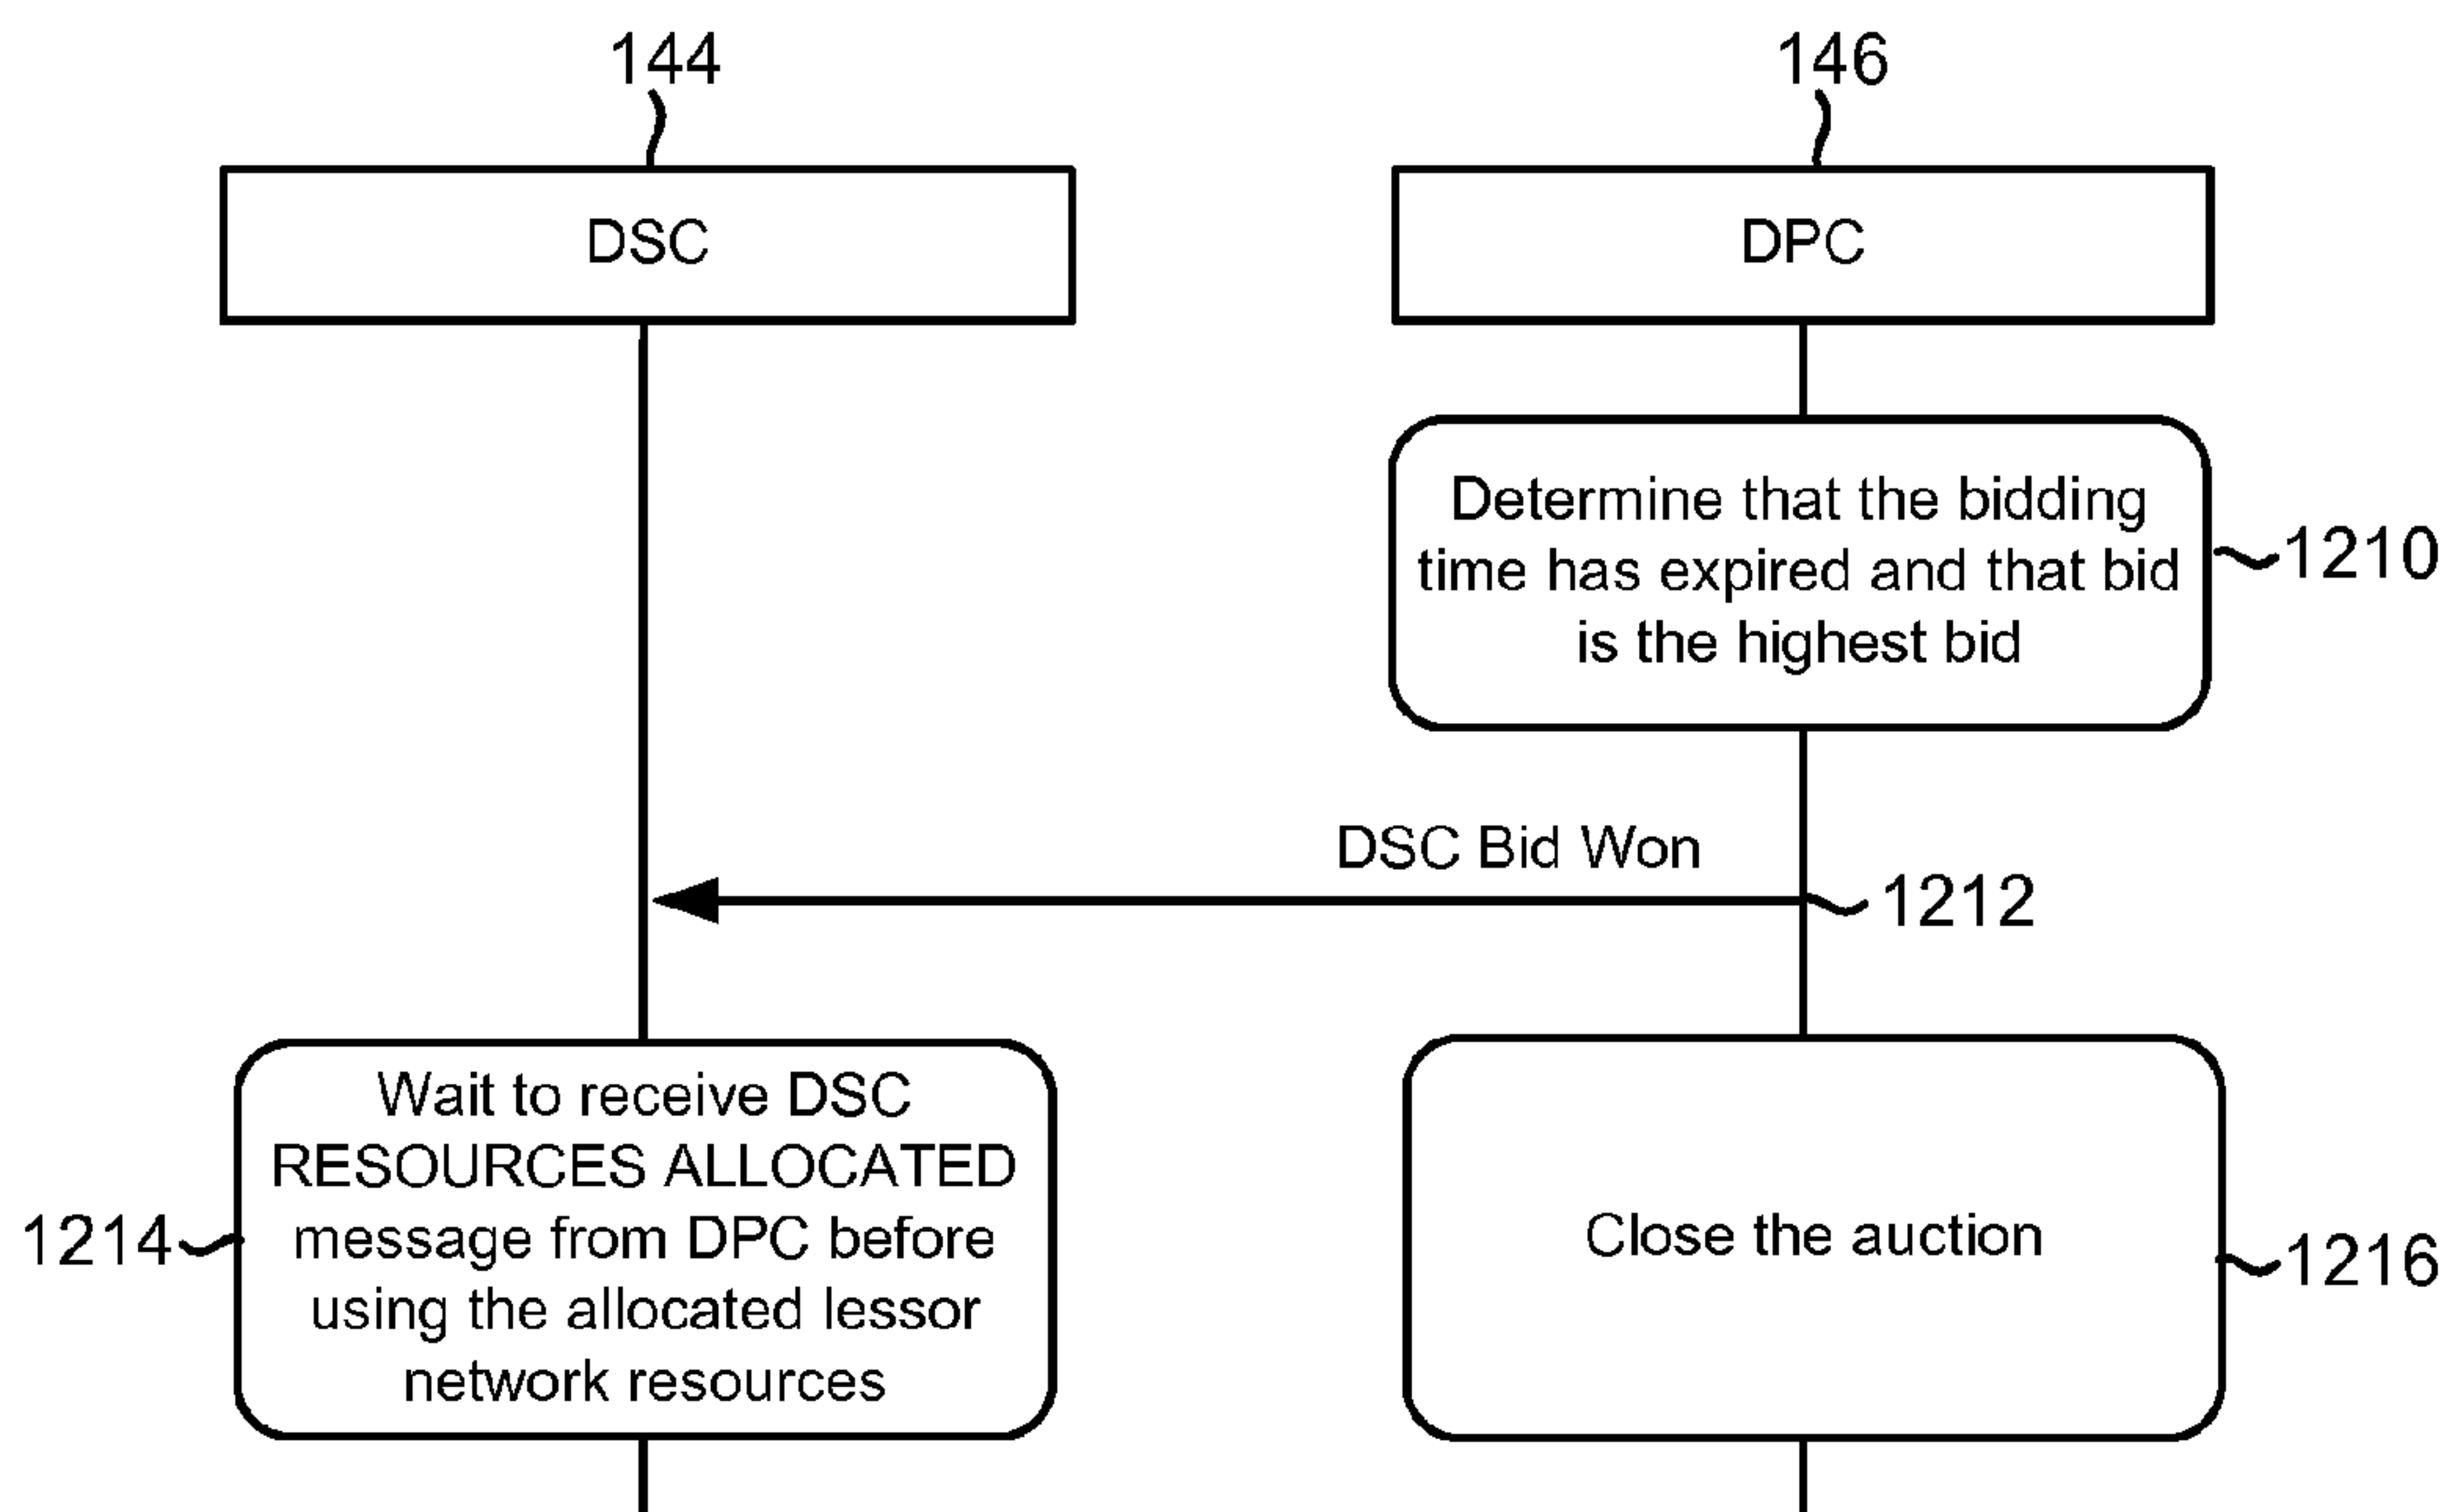 144
146
DSC
DPC
Determine that the bidding
time has expired and that bid
is the highest bid
1210
DSC Bid Won
1212
Wait to receive DSC
RESOURCES ALLOCATED
message from DPC before
using the allocated lessor
network resources
1214
Close the auction
1216